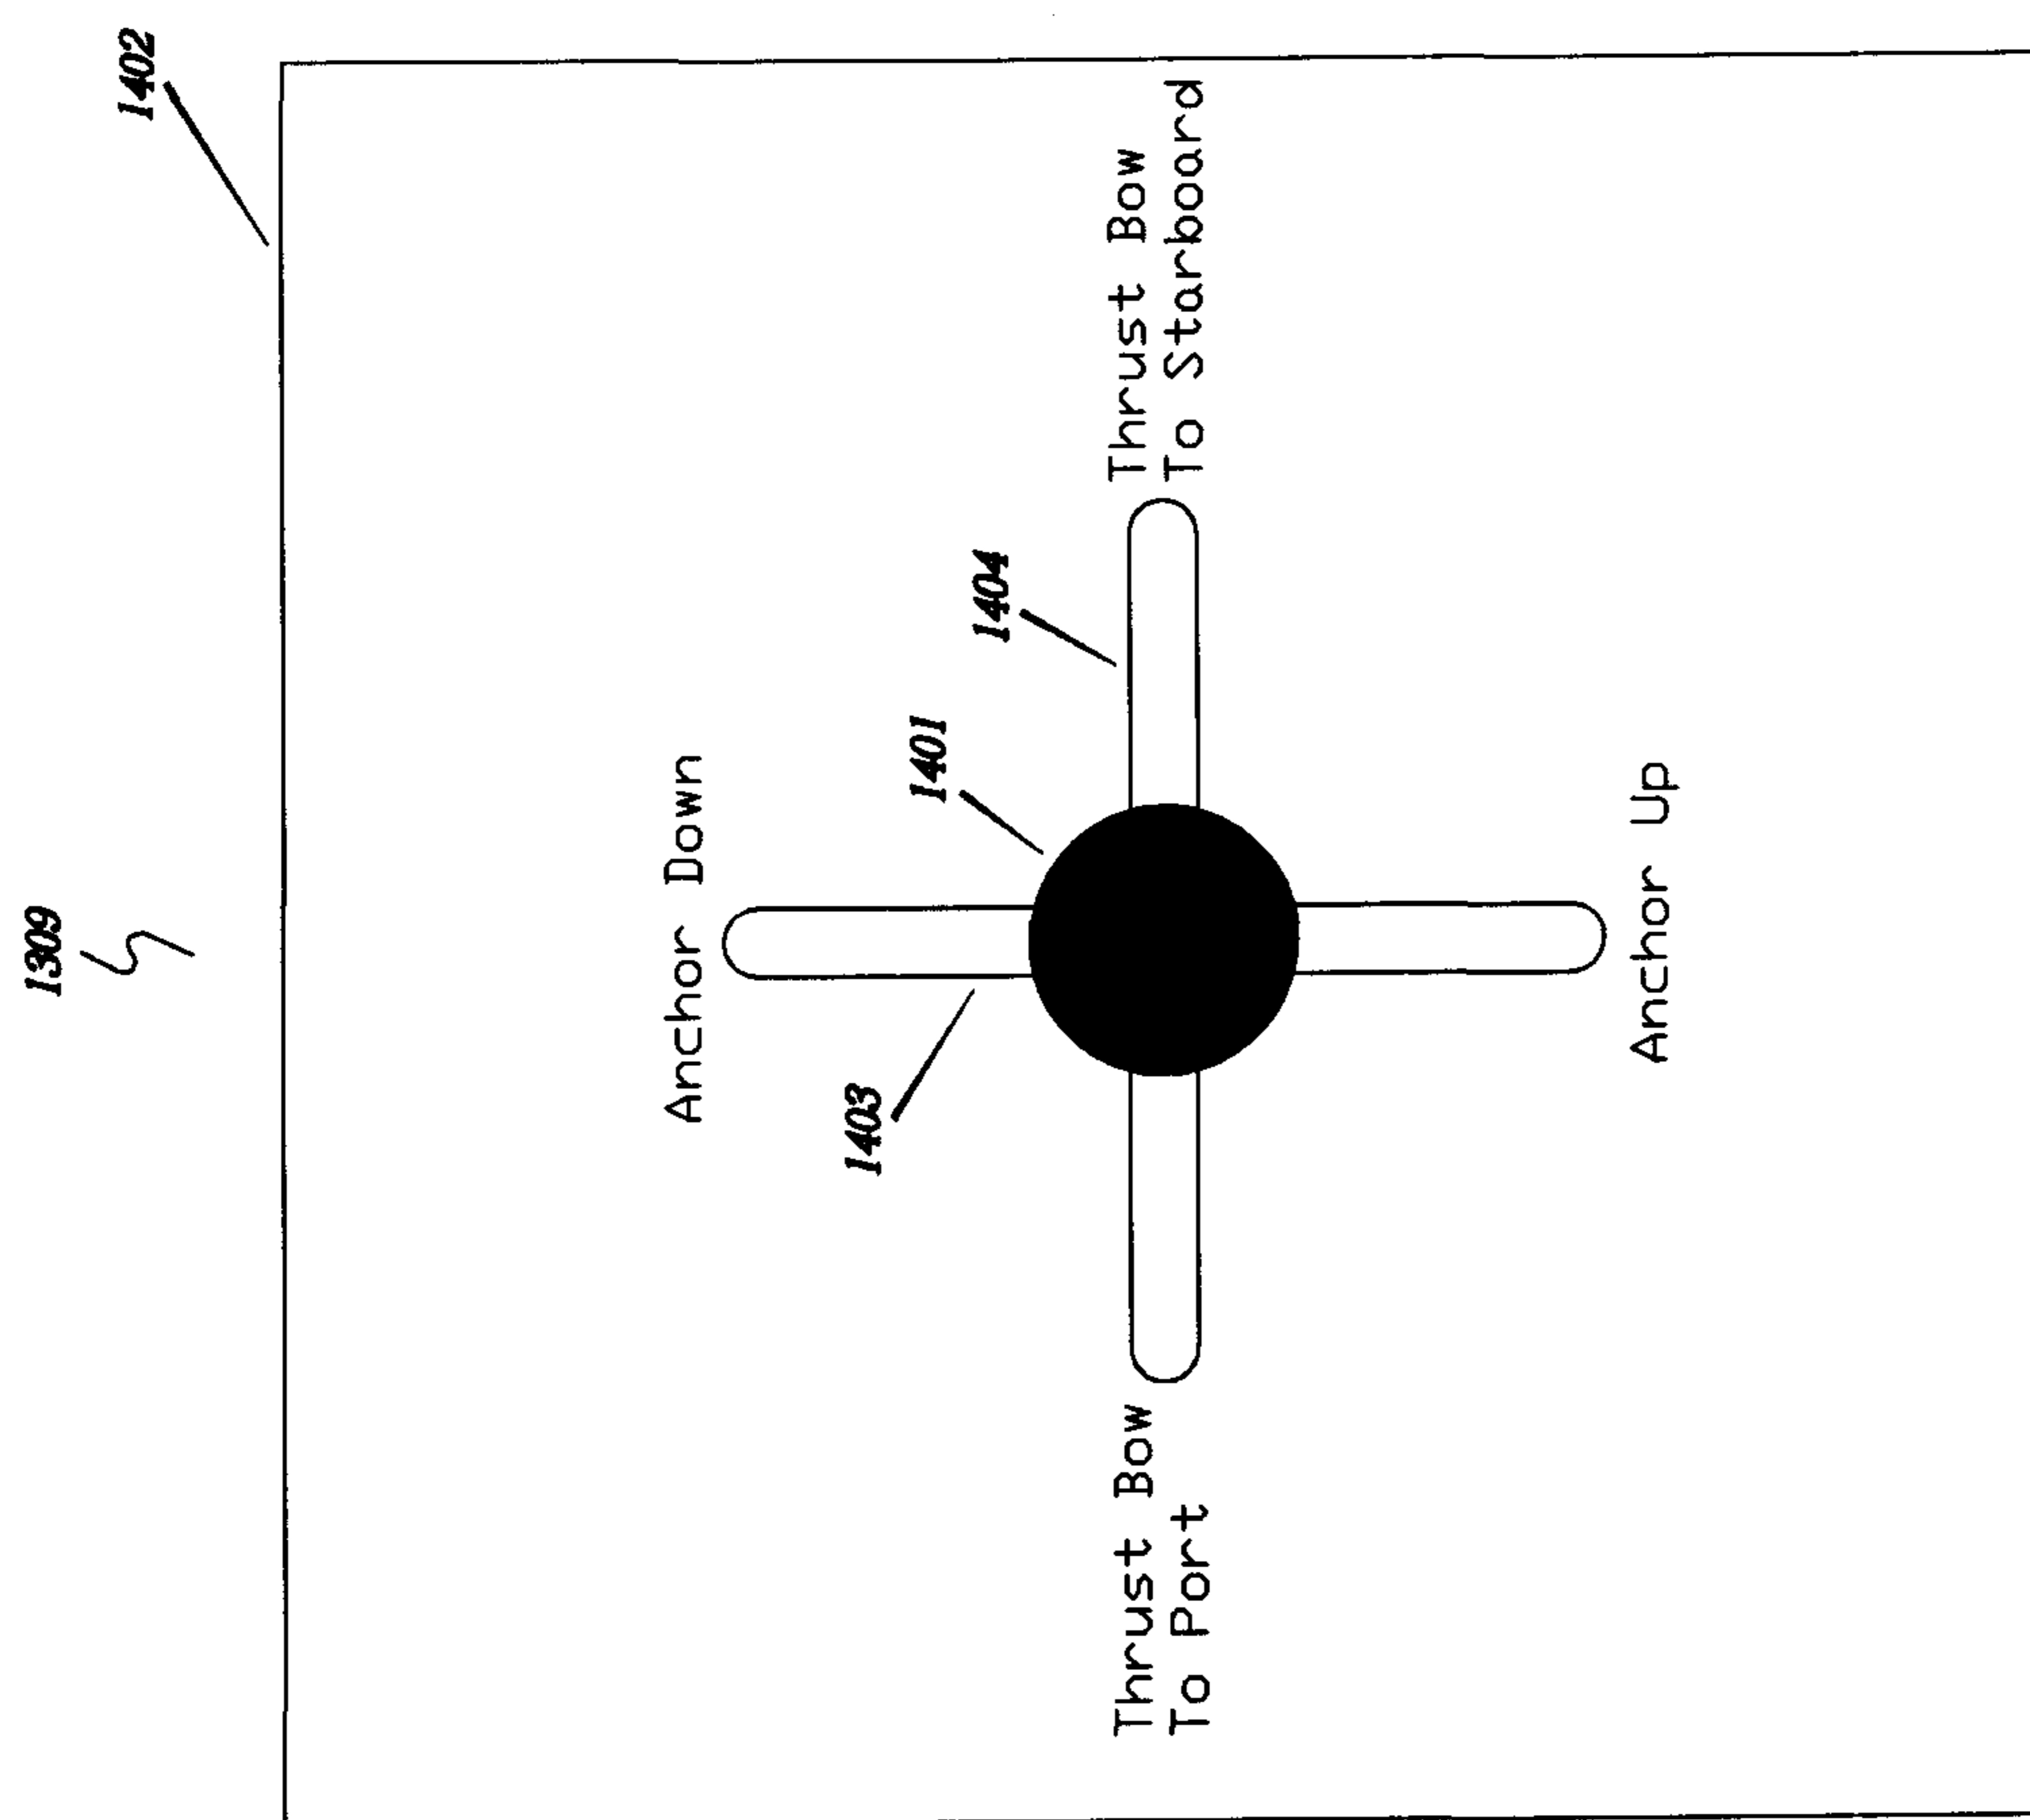 1309
1402
Anchor Down
1403
1401
1404
Thrust Bow
To Port
Thrust Bow
To Starboard
Anchor Up